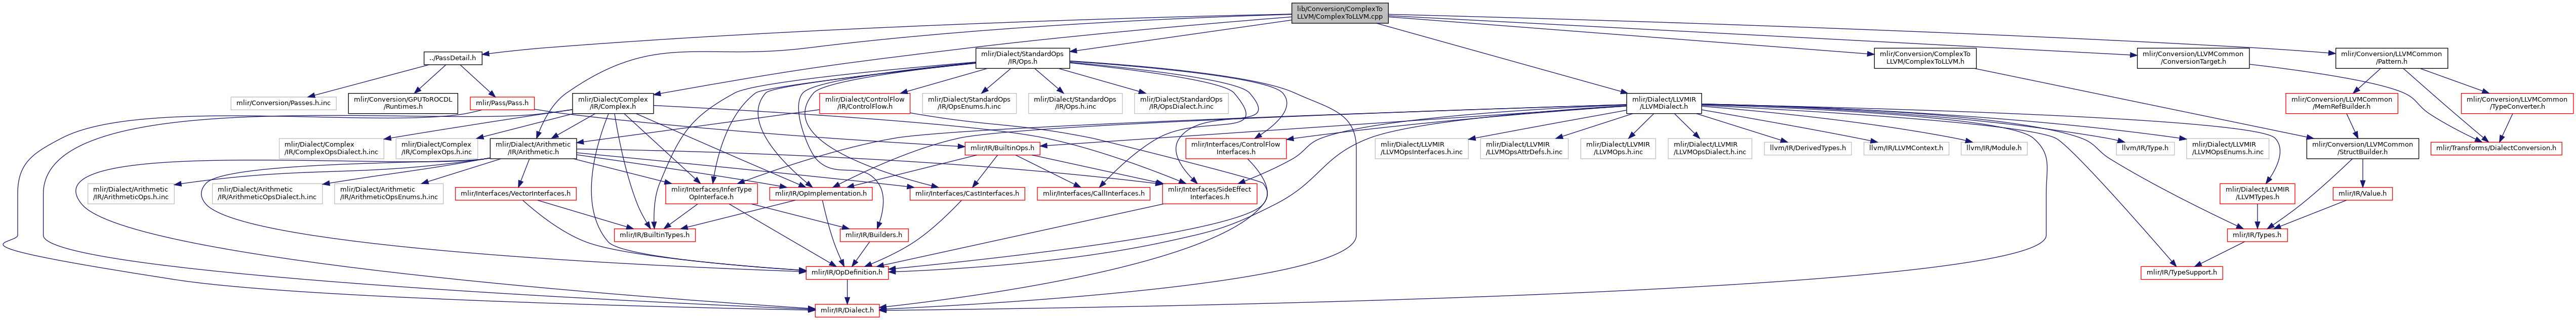 lib/Conversion/ComplexTo
LLVM/ComplexToLLVM.cpp
../PassDetail.h
mlir/Dialect/StandardOps
/IR/Ops.h
mlir/Conversion/ComplexTo
LLVM/ComplexToLLVM.h
mlir/Conversion/LLVMCommon
/ConversionTarget.h
mlir/Conversion/LLVMCommon
/Pattern.h
mlir/Conversion/Passes.h.inc
mlir/Conversion/GPUToROCDL
/Runtimes.h
mlir/Pass/Pass.h
mlir/Dialect/Complex
/IR/Complex.h
mlir/Dialect/ControlFlow
/IR/ControlFlow.h
mlir/Dialect/StandardOps
/IR/OpsEnums.h.inc
mlir/Dialect/StandardOps
/IR/Ops.h.inc
mlir/Dialect/StandardOps
/IR/OpsDialect.h.inc
mlir/Dialect/LLVMIR
/LLVMDialect.h
mlir/Conversion/LLVMCommon
/MemRefBuilder.h
mlir/Conversion/LLVMCommon
/TypeConverter.h
mlir/Dialect/Complex
/IR/ComplexOpsDialect.h.inc
mlir/Dialect/Complex
/IR/ComplexOps.h.inc
mlir/Dialect/Arithmetic
/IR/Arithmetic.h
mlir/IR/BuiltinOps.h
mlir/Interfaces/ControlFlow
Interfaces.h
mlir/Dialect/LLVMIR
/LLVMOpsInterfaces.h.inc
mlir/Dialect/LLVMIR
/LLVMOpsAttrDefs.h.inc
mlir/Dialect/LLVMIR
/LLVMOps.h.inc
mlir/Dialect/LLVMIR
/LLVMOpsDialect.h.inc
llvm/IR/DerivedTypes.h
llvm/IR/LLVMContext.h
llvm/IR/Module.h
llvm/IR/Type.h
mlir/Dialect/LLVMIR
/LLVMOpsEnums.h.inc
mlir/Conversion/LLVMCommon
/StructBuilder.h
mlir/Transforms/DialectConversion.h
mlir/Dialect/Arithmetic
/IR/ArithmeticOps.h.inc
mlir/Dialect/Arithmetic
/IR/ArithmeticOpsDialect.h.inc
mlir/Dialect/Arithmetic
/IR/ArithmeticOpsEnums.h.inc
mlir/Interfaces/VectorInterfaces.h
mlir/Interfaces/InferType
OpInterface.h
mlir/IR/OpImplementation.h
mlir/Interfaces/CastInterfaces.h
mlir/Interfaces/CallInterfaces.h
mlir/Interfaces/SideEffect
Interfaces.h
mlir/Dialect/LLVMIR
/LLVMTypes.h
mlir/IR/Value.h
mlir/IR/BuiltinTypes.h
mlir/IR/Builders.h
mlir/IR/Types.h
mlir/IR/OpDefinition.h
mlir/IR/TypeSupport.h
mlir/IR/Dialect.h